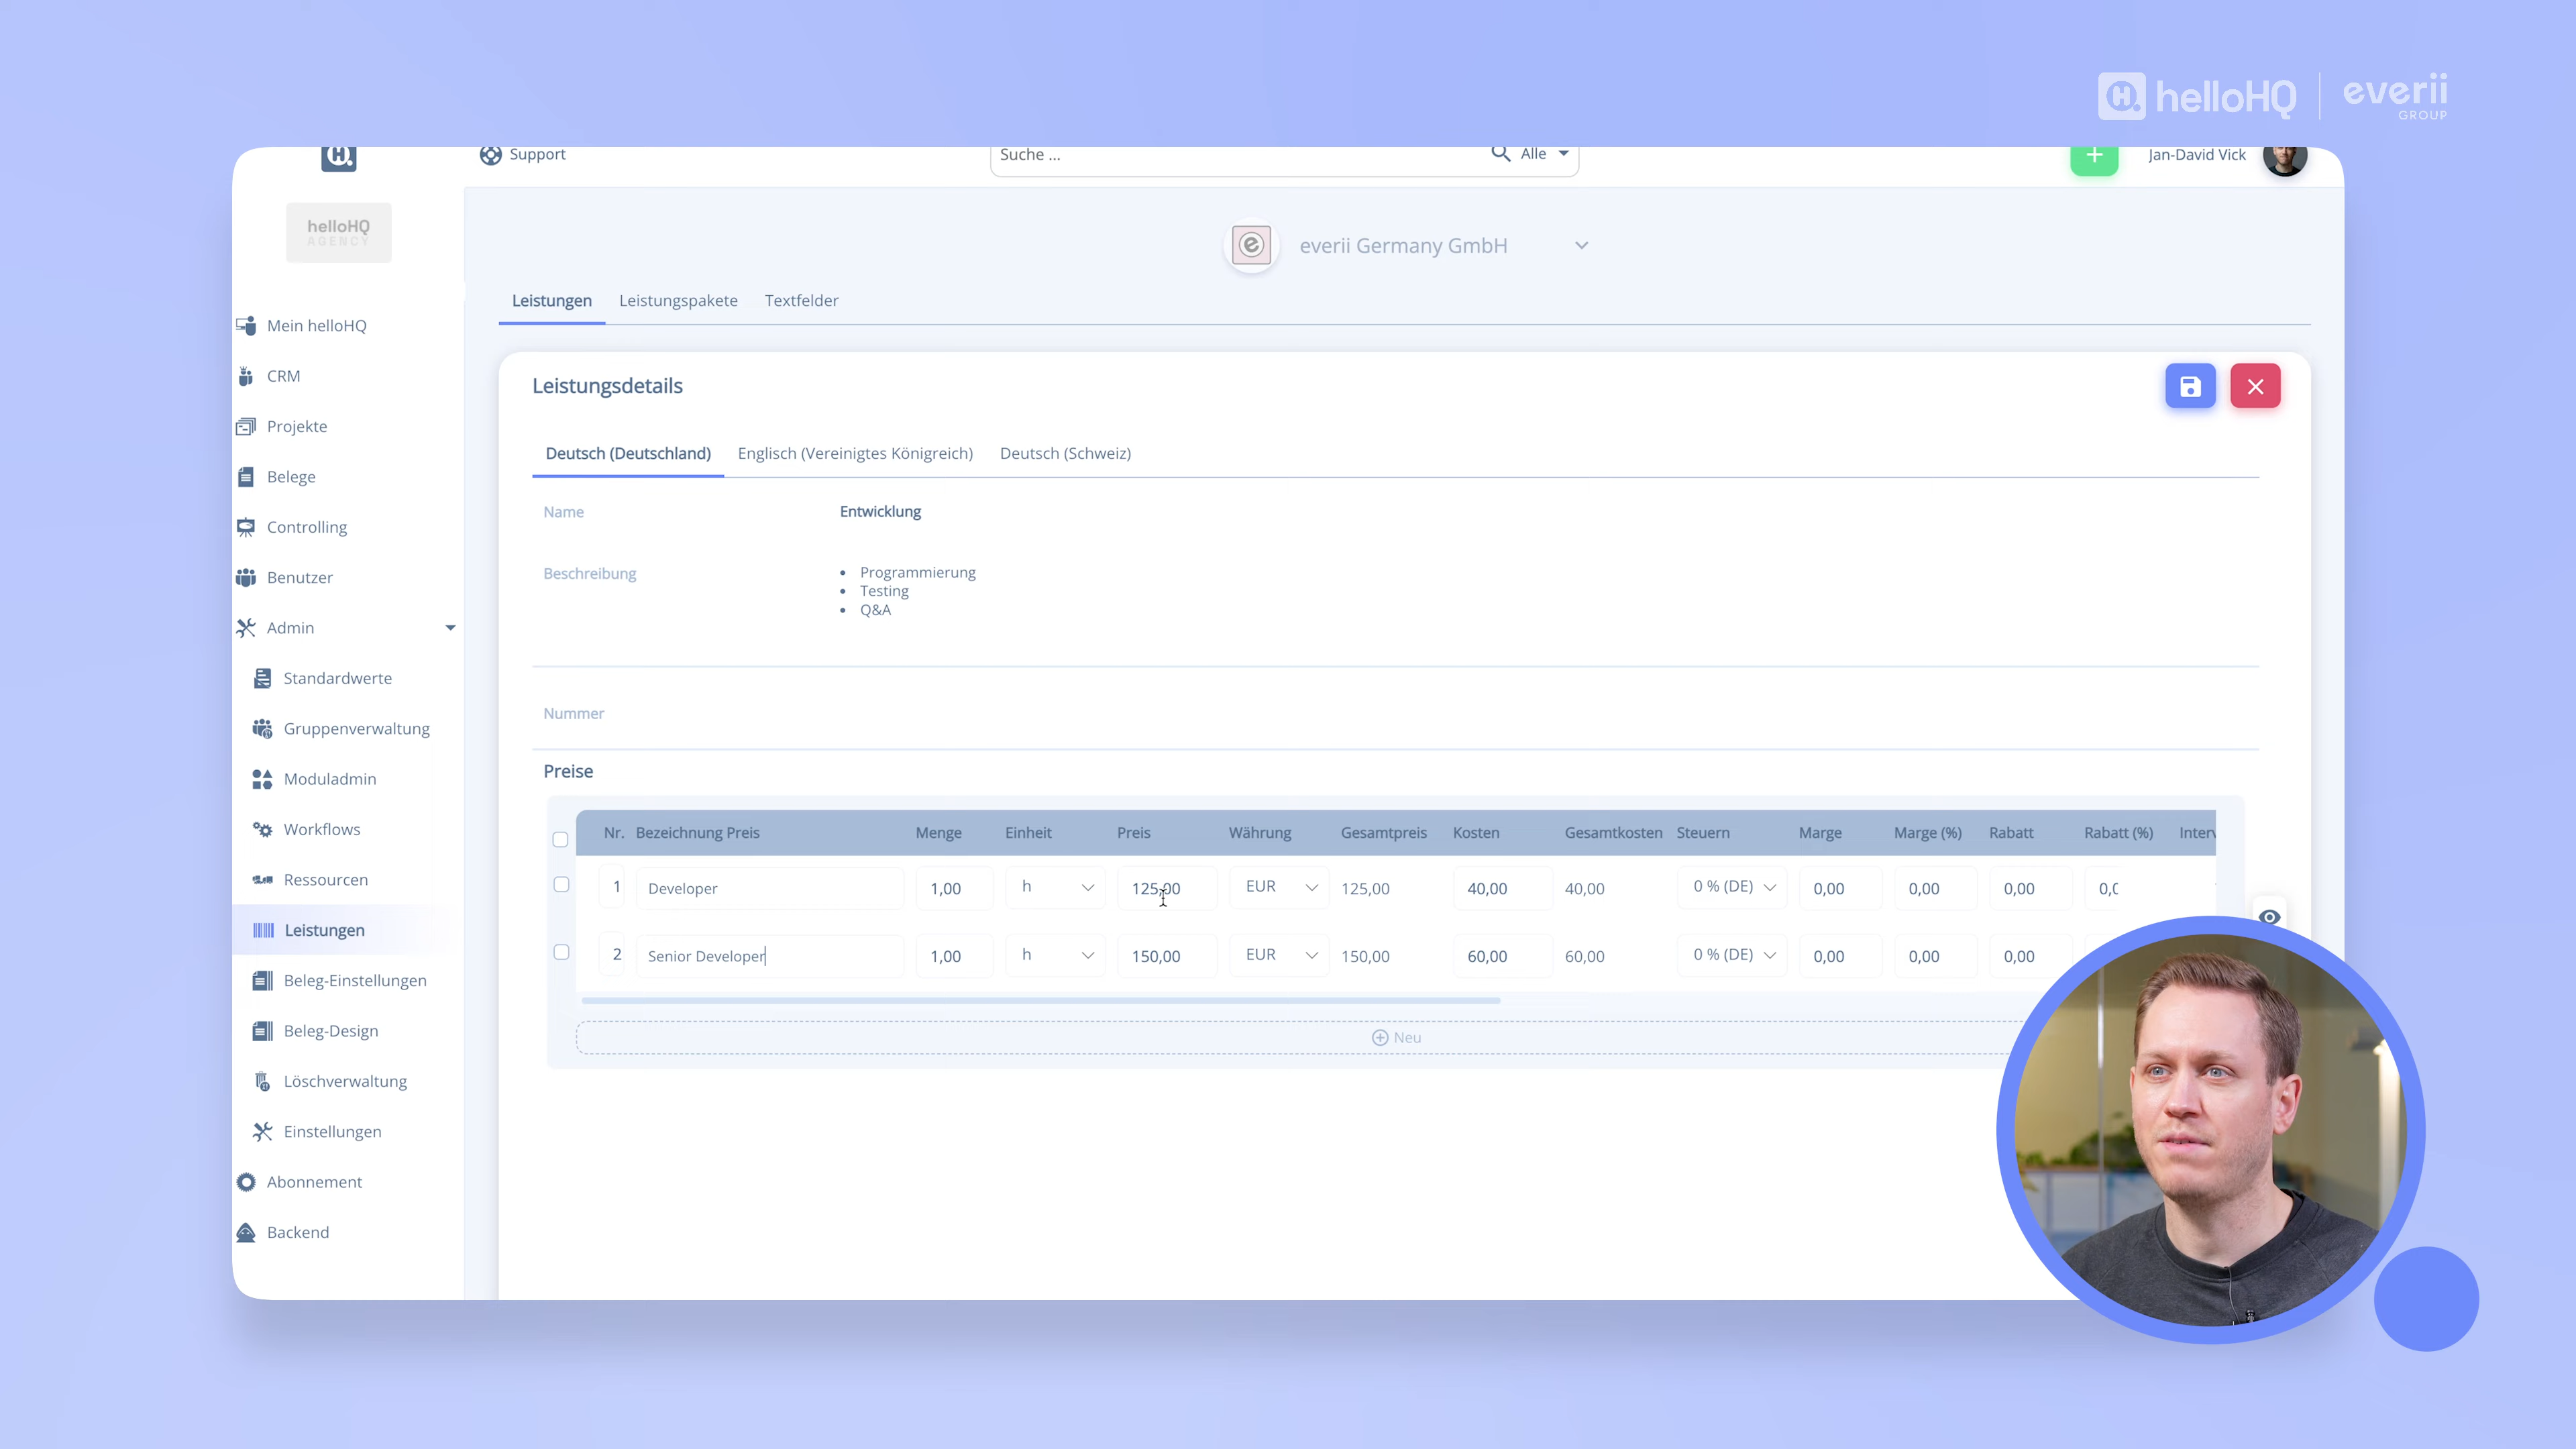 helloHQ | everii GROUP
Support
Suche ...
Alle
Jan-David Vick
helloHQ
AGENCY
everii Germany GmbH
Leistungen Leistungspakete Textfelder
Mein helloHQ
CRM
Projekte
Belege
Controlling
Benutzer
Admin
Standardwerte
Gruppenverwaltung
Moduladmin
Workflows
Ressourcen
Leistungen
Beleg-Einstellungen
Beleg-Design
Löschverwaltung
Einstellungen
Abonnement
Backend
Leistungsdetails
Deutsch (Deutschland) Englisch (Vereinigtes Königreich) Deutsch (Schweiz)
Name Entwicklung
Beschreibung
• Programmierung
• Testing
• Q&A
Nummer
Preise
Nr. Bezeichnung Preis Menge Einheit Preis Währung Gesamtpreis Kosten Gesamtkosten Steuern Marge Marge (%) Rabatt Rabatt (%)
1 Developer 1,00 h 125,00 EUR 125,00 40,00 40,00 0 % (DE) 0,00 0,00 0,00
2 Senior Developer 1,00 h 150,00 EUR 150,00 60,00 60,00 0 % (DE) 0,00 0,00 0,00
Neu